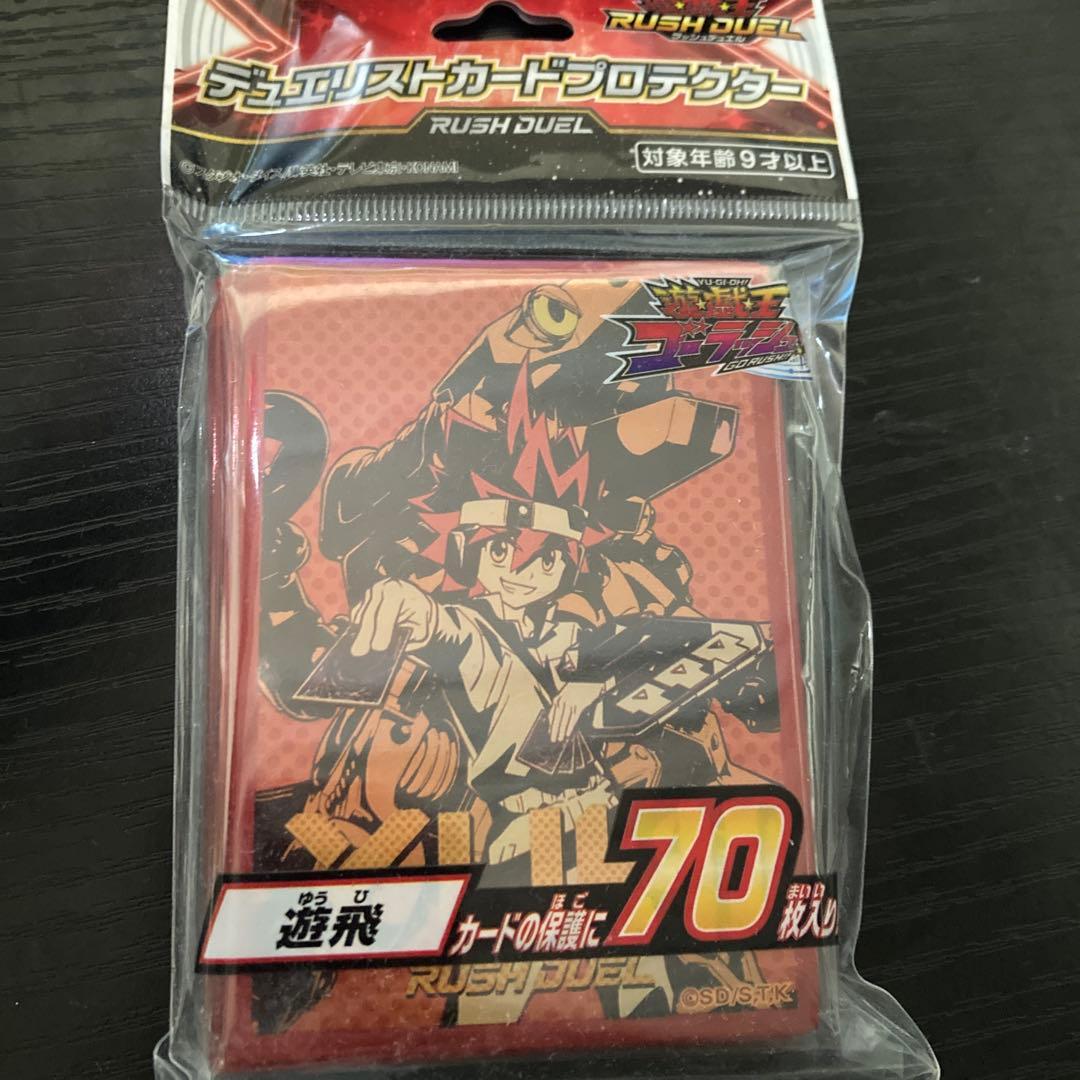 遊戯王
RUSH DUEL
ラッシュデュエル
デュエリストカードプロテクター
RUSH DUEL
対象年齢9才以上
YU-GI-OH!
遊☆戯☆王
ゴーラッシュ!!
GO RUSH!!
ゆうひ
遊飛
ほご
カードの保護に
70
まいい
枚入り
RUSH DUEL
©SD/S,T.K